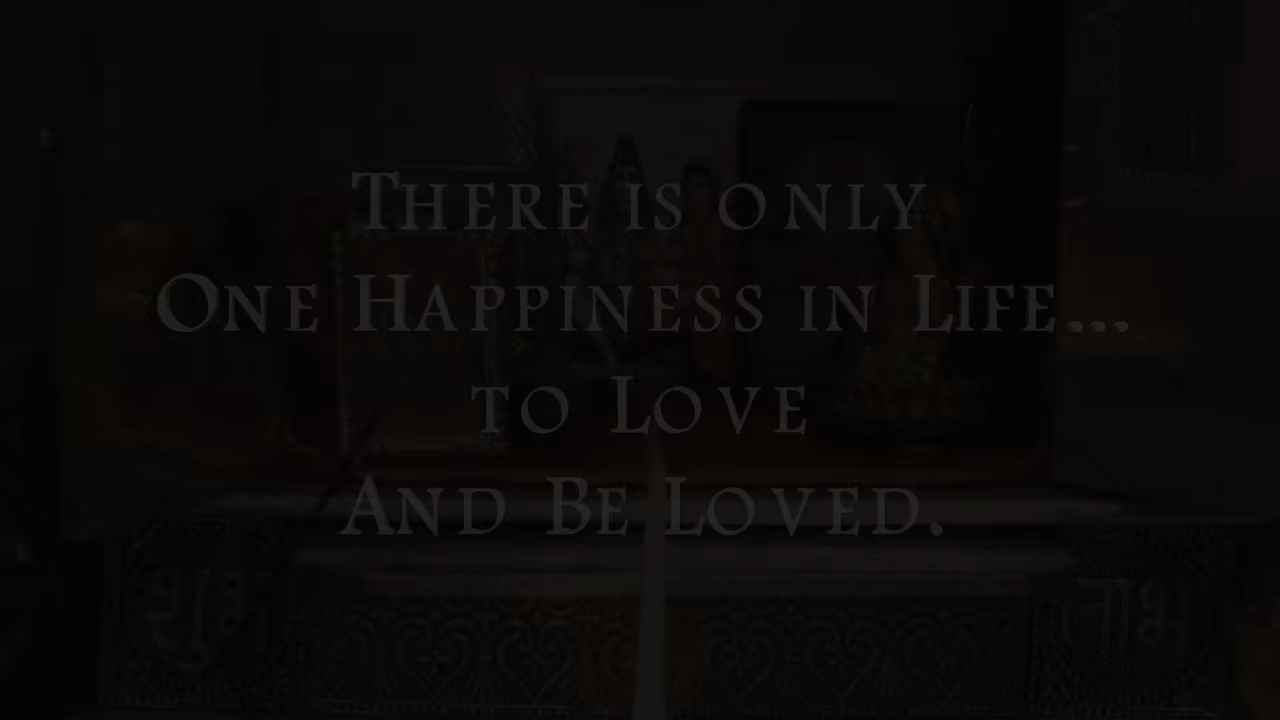 There is only
One Happiness in Life...
to Love
And Be Loved.
शुभ
लाभ